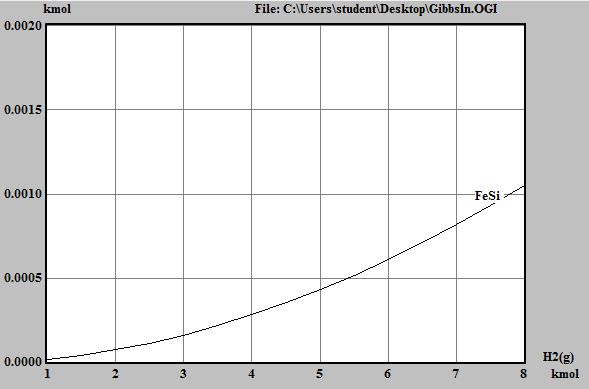 kmol File: C:\Users\student\Desktop\GibbsIn.OGI
0.0020
0.0015
0.0010
FeSi
0.0005
0.0000
H2(g)
1 2 3 4 5 6 7 8 kmol